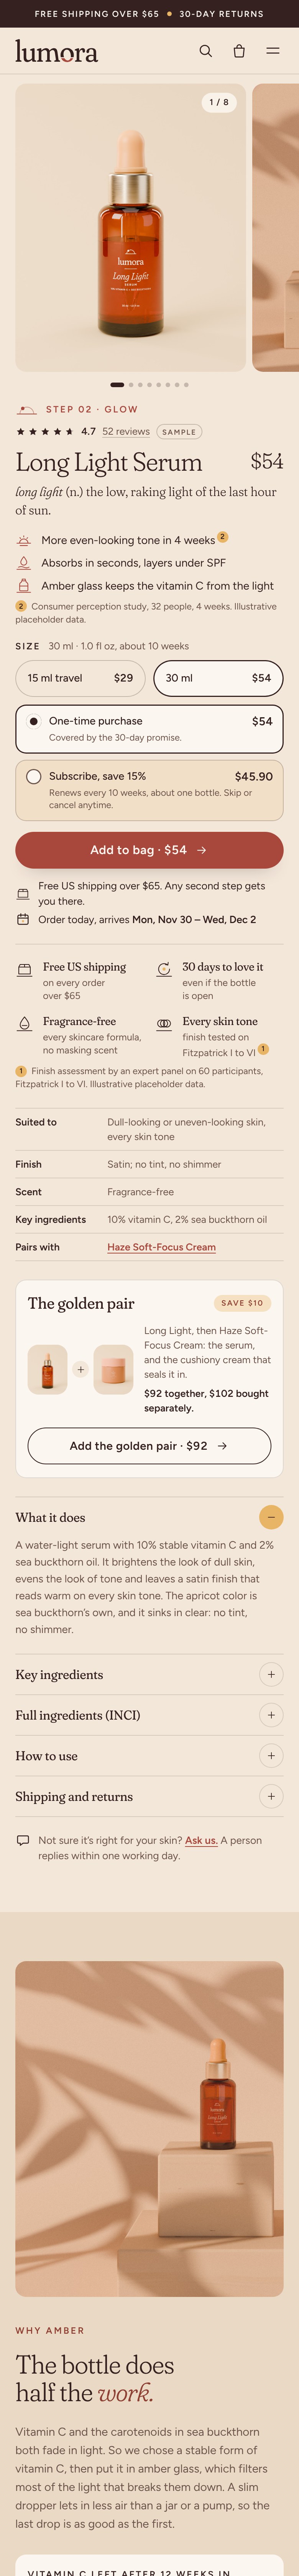 FREE SHIPPING OVER $65 • 30-DAY RETURNS
lumora
1 / 8
lumora
Long Light
SERUM
STEP 02 · GLOW
4.7 52 reviews SAMPLE
Long Light Serum $54
long light (n.) the low, raking light of the last hour
of sun.
More even-looking tone in 4 weeks 2
Absorbs in seconds, layers under SPF
Amber glass keeps the vitamin C from the light
2 Consumer perception study, 32 people, 4 weeks. Illustrative
placeholder data.
SIZE 30 ml · 1.0 fl oz, about 10 weeks
15 ml travel $29
30 ml $54
One-time purchase $54
Covered by the 30-day promise.
Subscribe, save 15% $45.90
Renews every 10 weeks, about one bottle. Skip or
cancel anytime.
Add to bag · $54 →
Free US shipping over $65. Any second step gets
you there.
Order today, arrives Mon, Nov 30 – Wed, Dec 2
Free US shipping
on every order
over $65
30 days to love it
even if the bottle
is open
Fragrance-free
every skincare formula,
no masking scent
Every skin tone
finish tested on
Fitzpatrick I to VI 1
1 Finish assessment by an expert panel on 60 participants,
Fitzpatrick I to VI. Illustrative placeholder data.
Suited to Dull-looking or uneven-looking skin,
every skin tone
Finish Satin; no tint, no shimmer
Scent Fragrance-free
Key ingredients 10% vitamin C, 2% sea buckthorn oil
Pairs with Haze Soft-Focus Cream
The golden pair SAVE $10
Long Light, then Haze Soft-
Focus Cream: the serum,
and the cushiony cream that
seals it in.
$92 together, $102 bought
separately.
Add the golden pair · $92 →
What it does
A water-light serum with 10% stable vitamin C and 2%
sea buckthorn oil. It brightens the look of dull skin,
evens the look of tone and leaves a satin finish that
reads warm on every skin tone. The apricot color is
sea buckthorn's own, and it sinks in clear: no tint,
no shimmer.
Key ingredients
Full ingredients (INCI)
How to use
Shipping and returns
Not sure it's right for your skin? Ask us. A person
replies within one working day.
WHY AMBER
The bottle does
half the work.
Vitamin C and the carotenoids in sea buckthorn
both fade in light. So we chose a stable form of
vitamin C, then put it in amber glass, which filters
most of the light that breaks them down. A slim
dropper lets in less air than a jar or a pump, so the
last drop is as good as the first.
VITAMIN C LEFT AFTER 12 WEEKS IN